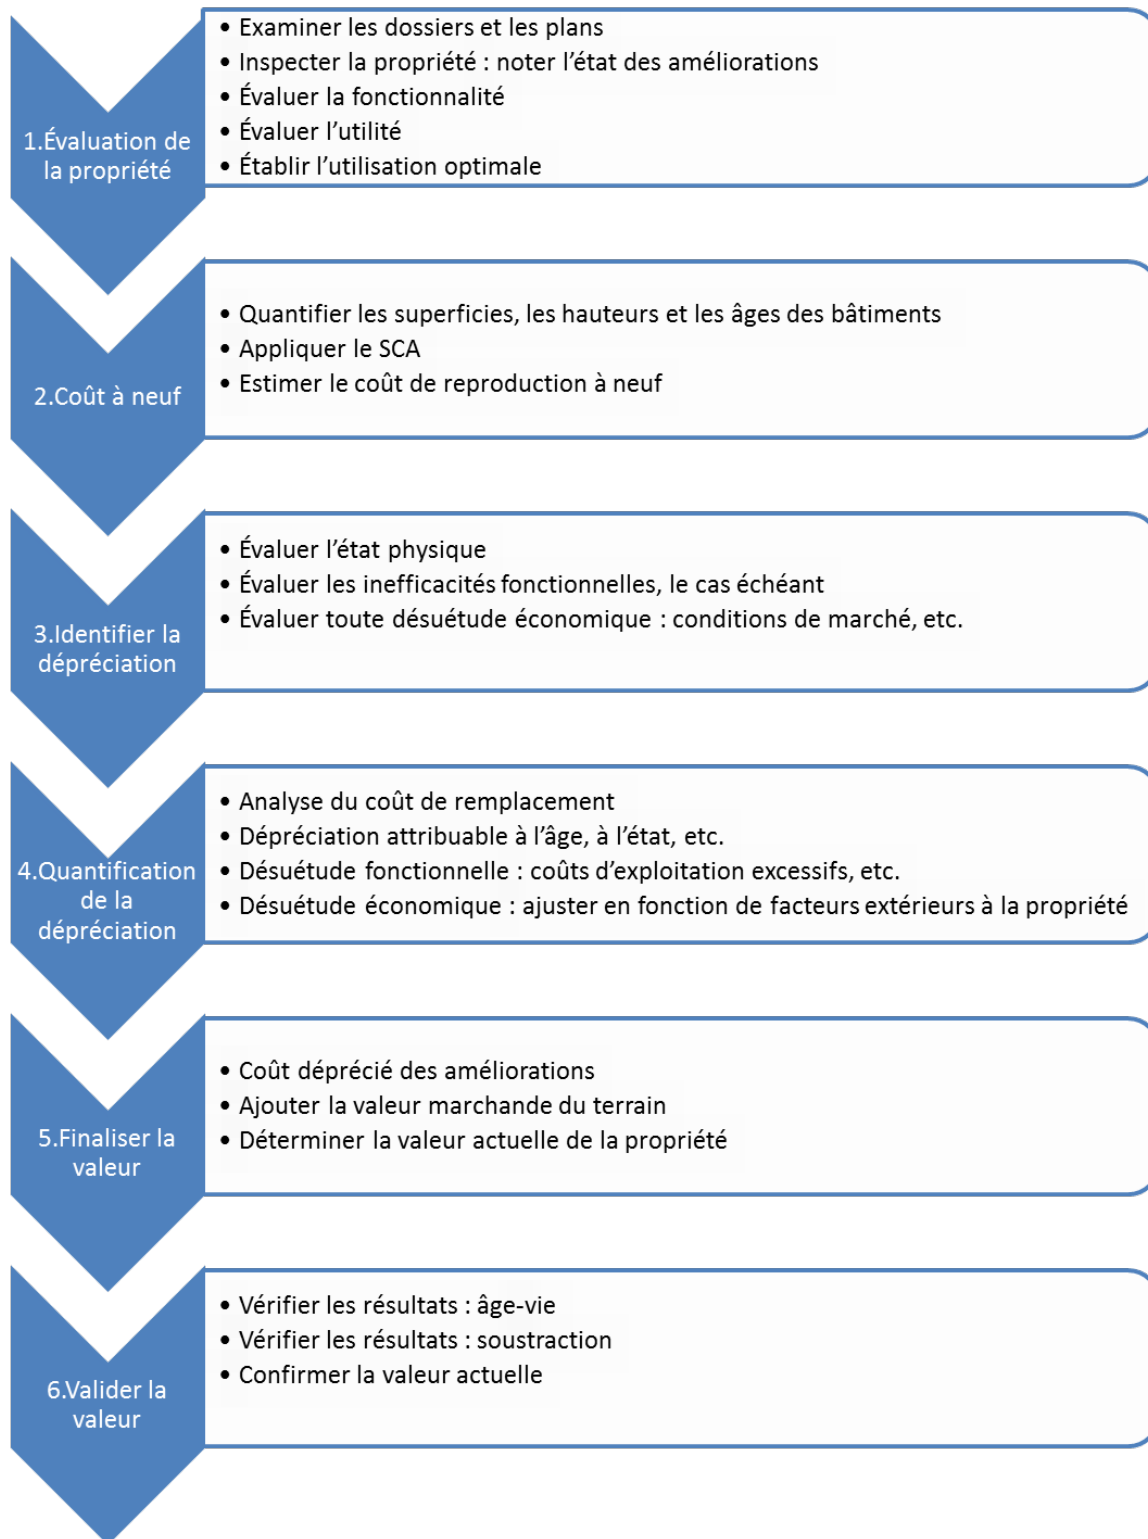 1.Évaluation de
la propriété
• Examiner les dossiers et les plans
• Inspecter la propriété : noter l’état des améliorations
• Évaluer la fonctionnalité
• Évaluer l’utilité
• Établir l’utilisation optimale
2.Coût à neuf
• Quantifier les superficies, les hauteurs et les âges des bâtiments
• Appliquer le SCA
• Estimer le coût de reproduction à neuf
3.Identifier la
dépréciation
• Évaluer l’état physique
• Évaluer les inefficacités fonctionnelles, le cas échéant
• Évaluer toute désuétude économique : conditions de marché, etc.
4.Quantification
de la
dépréciation
• Analyse du coût de remplacement
• Dépréciation attribuable à l’âge, à l’état, etc.
• Désuétude fonctionnelle : coûts d’exploitation excessifs, etc.
• Désuétude économique : ajuster en fonction de facteurs extérieurs à la propriété
5.Finaliser la
valeur
• Coût déprécié des améliorations
• Ajouter la valeur marchande du terrain
• Déterminer la valeur actuelle de la propriété
6.Valider la
valeur
• Vérifier les résultats : âge-vie
• Vérifier les résultats : soustraction
• Confirmer la valeur actuelle